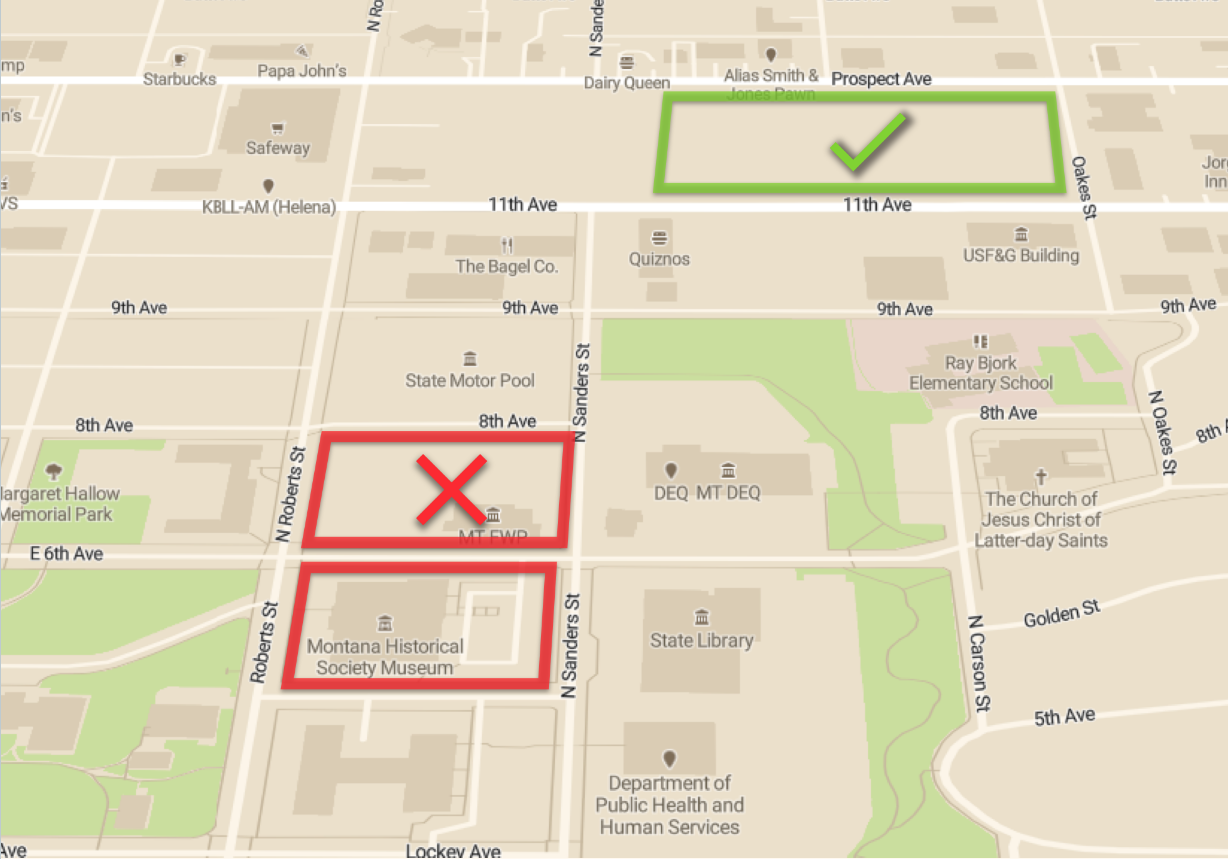 N Ro
N Sande
mp
Starbucks
Papa John's
Dairy Queen
Alias Smith &
Jones Pawn
Prospect Ave
n's
Safeway
VS
KBLL-AM (Helena)
11th Ave
11th Ave
Oakes St
Jor
Inn
The Bagel Co.
Quiznos
USF&G Building
9th Ave
9th Ave
9th Ave
9th Ave
State Motor Pool
N Sanders St
Ray Bjork
Elementary School
8th Ave
8th Ave
8th Ave
N Oakes St
8th A
largaret Hallow
Memorial Park
N Roberts St
DEQ
MT DEQ
The Church of
Jesus Christ of
Latter-day Saints
MT FWP
E 6th Ave
Roberts St
Montana Historical
Society Museum
N Sanders St
State Library
Golden St
N Carson St
5th Ave
Department of
Public Health and
Human Services
Ave
Lockey Ave